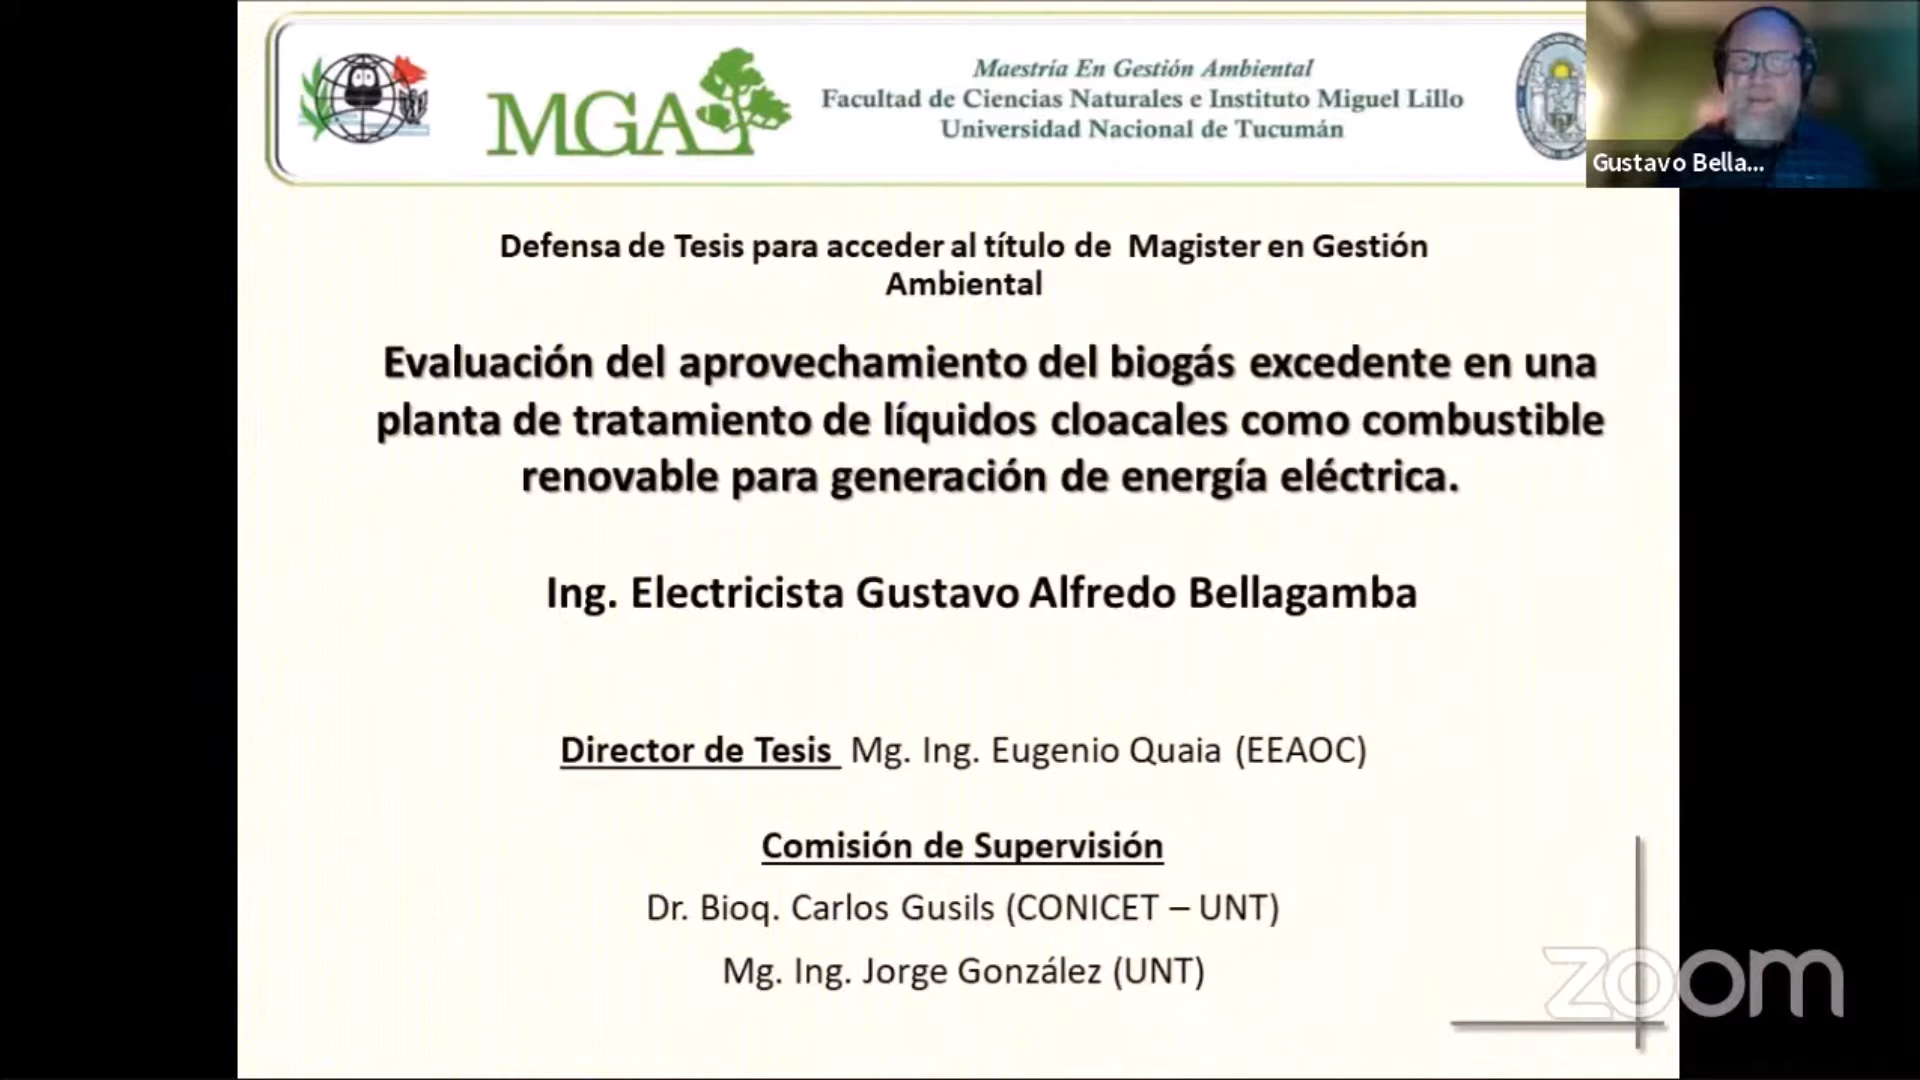 MGA
Maestría En Gestión Ambiental
Facultad de Ciencias Naturales e Instituto Miguel Lillo
Universidad Nacional de Tucumán
Gustavo Bella...
Defensa de Tesis para acceder al título de Magister en Gestión
Ambiental
Evaluación del aprovechamiento del biogás excedente en una
planta de tratamiento de líquidos cloacales como combustible
renovable para generación de energía eléctrica.
Ing. Electricista Gustavo Alfredo Bellagamba
Director de Tesis Mg. Ing. Eugenio Quaia (EEAOC)
Comisión de Supervisión
Dr. Bioq. Carlos Gusils (CONICET – UNT)
Mg. Ing. Jorge González (UNT)
zoom